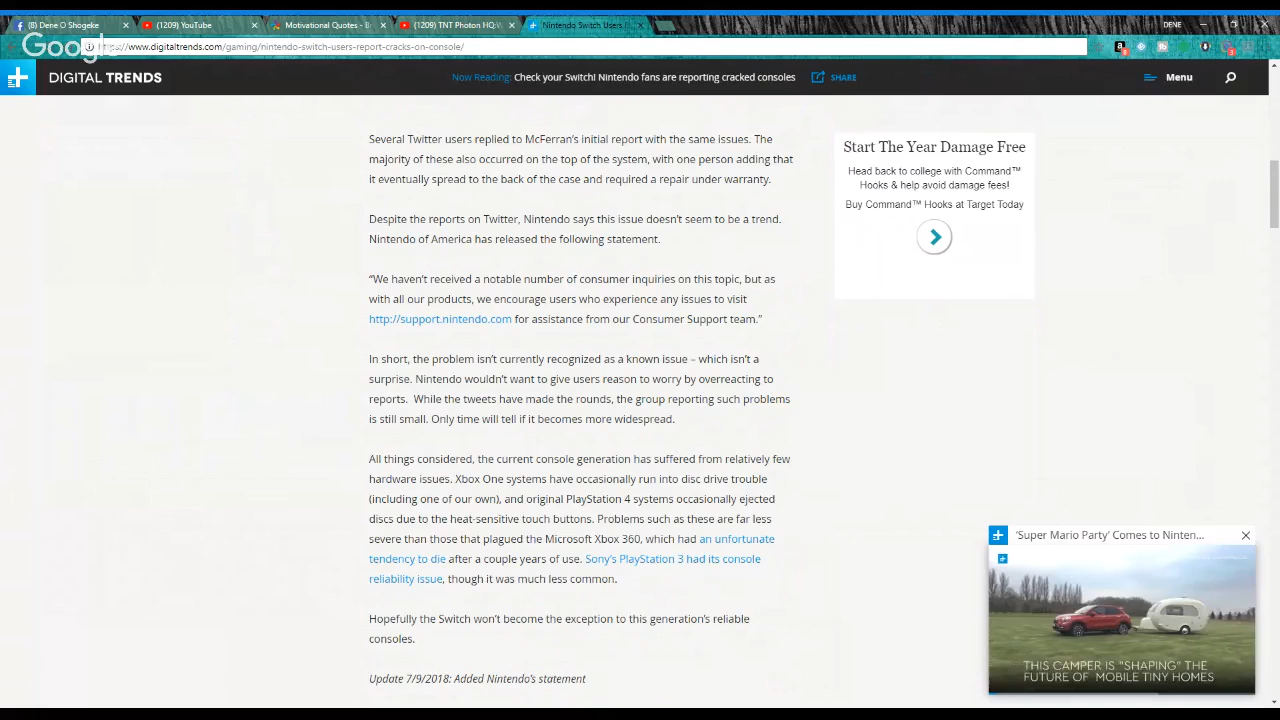 (8) Dene O Shogeke
(1209) YouTube
Motivational Quotes - B
(1209) TNT Photon HQ:
Nintendo Switch Users
DENE
Google
https://www.digitaltrends.com/gaming/nintendo-switch-users-report-cracks-on-console/
DIGITAL TRENDS
Now Reading: Check your Switch! Nintendo fans are reporting cracked consoles
SHARE
Menu
Several Twitter users replied to McFerran's initial report with the same issues. The
majority of these also occurred on the top of the system, with one person adding that
it eventually spread to the back of the case and required a repair under warranty.
Despite the reports on Twitter, Nintendo says this issue doesn't seem to be a trend.
Nintendo of America has released the following statement.
“We haven't received a notable number of consumer inquiries on this topic, but as
with all our products, we encourage users who experience any issues to visit
http://support.nintendo.com for assistance from our Consumer Support team.”
In short, the problem isn't currently recognized as a known issue – which isn't a
surprise. Nintendo wouldn't want to give users reason to worry by overreacting to
reports. While the tweets have made the rounds, the group reporting such problems
is still small. Only time will tell if it becomes more widespread.
All things considered, the current console generation has suffered from relatively few
hardware issues. Xbox One systems have occasionally run into disc drive trouble
(including one of our own), and original PlayStation 4 systems occasionally ejected
discs due to the heat-sensitive touch buttons. Problems such as these are far less
severe than those that plagued the Microsoft Xbox 360, which had an unfortunate
tendency to die after a couple years of use. Sony's PlayStation 3 had its console
reliability issue, though it was much less common.
Hopefully the Switch won't become the exception to this generation's reliable
consoles.
Update 7/9/2018: Added Nintendo's statement
Start The Year Damage Free
Head back to college with Command™
Hooks & help avoid damage fees!
Buy Command™ Hooks at Target Today
'Super Mario Party' Comes to Ninten...
THIS CAMPER IS "SHAPING" THE
FUTURE OF MOBILE TINY HOMES